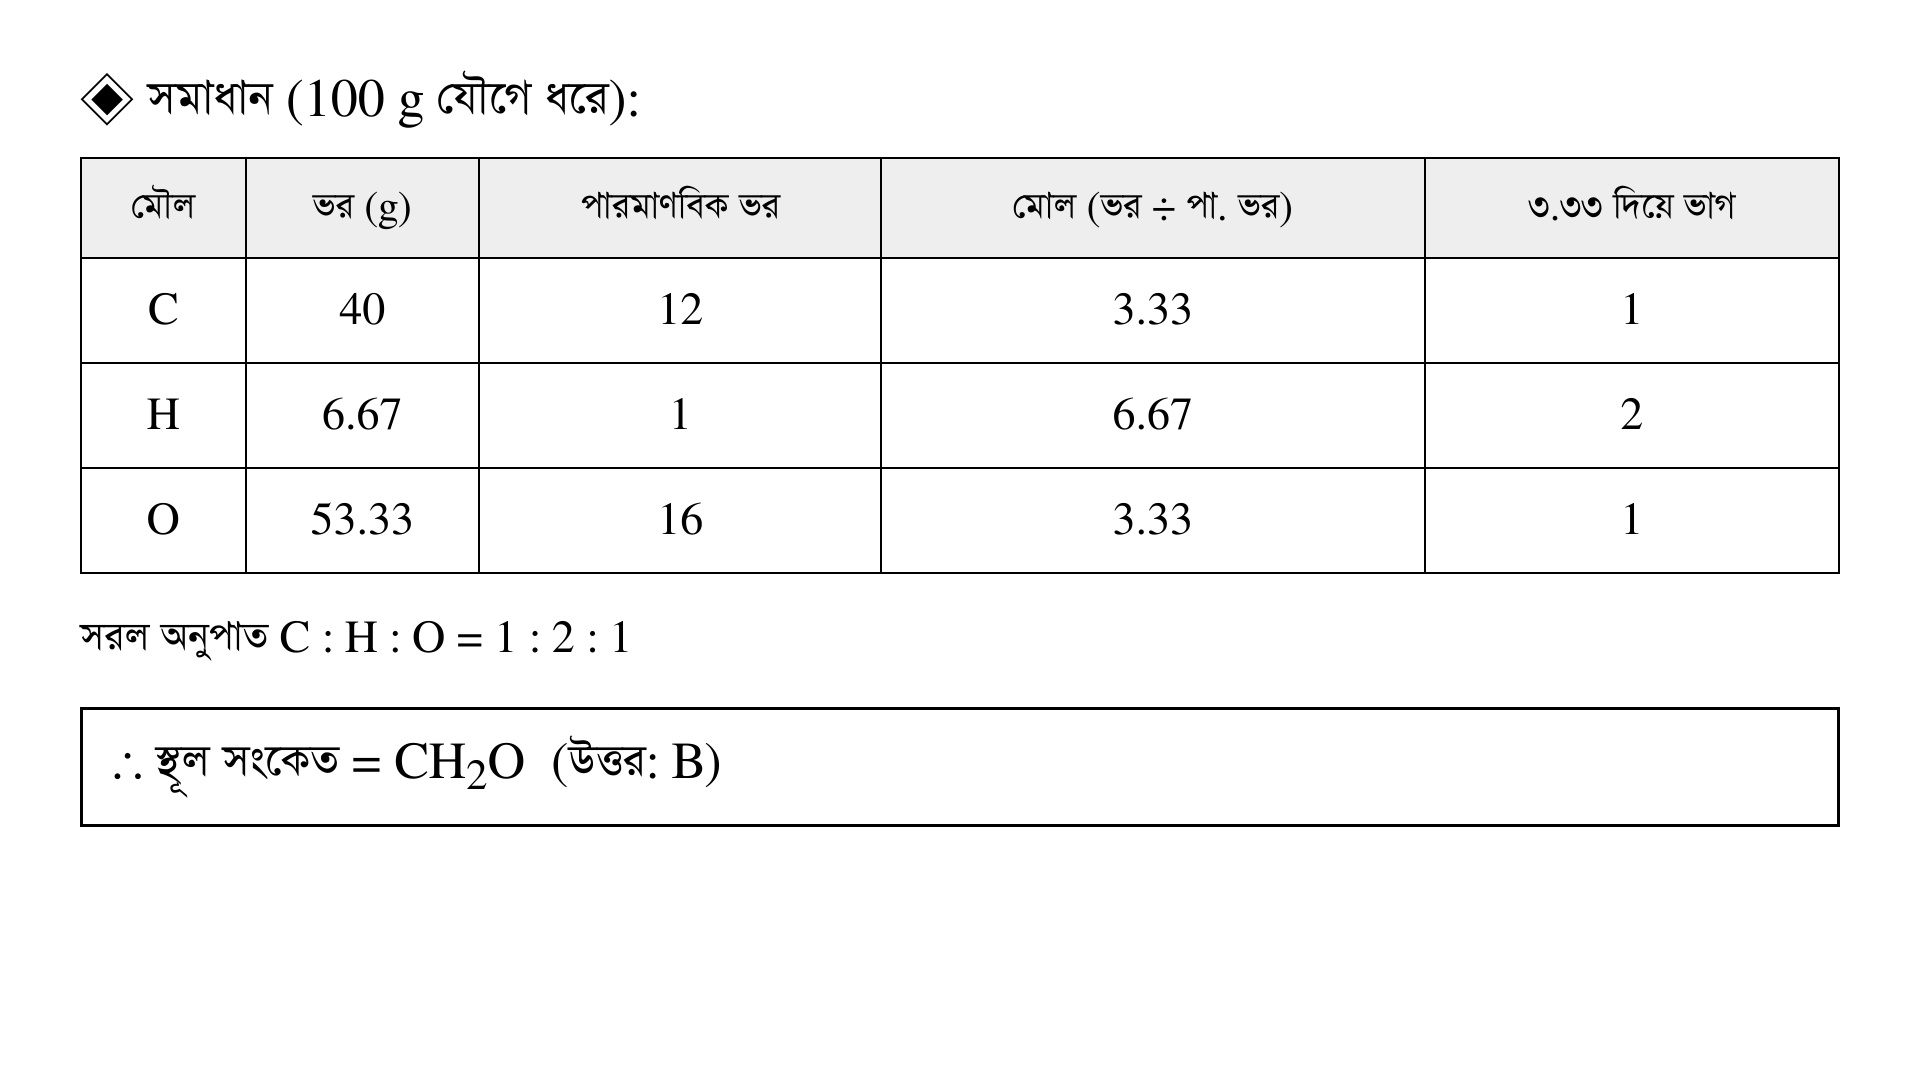 ◈ সমাধান (100 g যৌগে ধরে):
মৌল ভর (g) পারমাণবিক ভর মোল (ভর ÷ পা. ভর) ৩.৩৩ দিয়ে ভাগ
C 40 12 3.33 1
H 6.67 1 6.67 2
O 53.33 16 3.33 1
সরল অনুপাত C : H : O = 1 : 2 : 1
∴ স্থূল সংকেত = CH₂O (উত্তর: B)